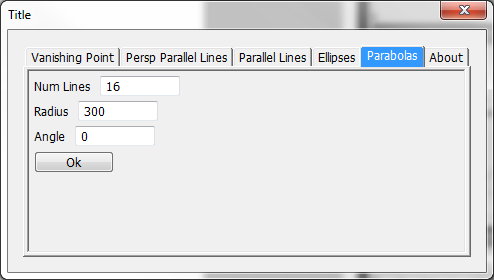 Title
Vanishing Point Persp Parallel Lines Parallel Lines Ellipses Parabolas About
Num Lines 16
Radius 300
Angle 0
Ok